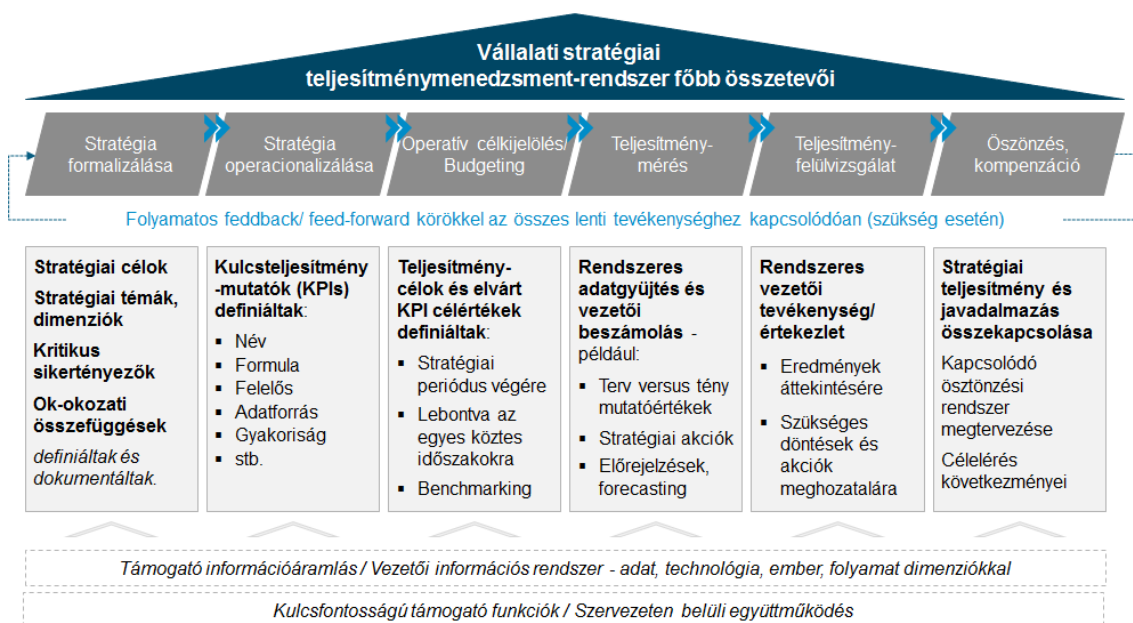 Vállalati stratégiai
teljesítménymenedzsment-rendszer főbb összetevői
Stratégia
formalizálása
Stratégia
operacionalizálása
Operatív célkijelölés/
Budgeting
Teljesítmény-
mérés
Teljesítmény-
felülvizsgálat
Öszönzés,
kompenzáció
Folyamatos feddback/ feed-forward körökkel az összes lenti tevékenységhez kapcsolódóan (szükség esetén)
Stratégiai célok
Stratégiai témák,
dimenziók
Kritikus
sikertényezők
Ok-okozati
összefüggések
definiáltak és
dokumentáltak.
Kulcsteljesítmény
-mutatók (KPIs)
definiáltak:
▪ Név
▪ Formula
▪ Felelős
▪ Adatforrás
▪ Gyakoriság
▪ stb.
Teljesítmény-
célok és elvárt
KPI célértékek
definiáltak:
▪ Stratégiai
periódus végére
▪ Lebontva az
egyes köztes
időszakokra
▪ Benchmarking
Rendszeres
adatgyüjtés és
vezetői
beszámolás -
például:
▪ Terv versus tény
mutatóértékek
▪ Stratégiai akciók
▪ Előrejelzések,
forecasting
Rendszeres
vezetői
tevékenység/
értekezlet
▪ Eredmények
áttekintésére
▪ Szükséges
döntések és
akciók
meghozatalára
Stratégiai
teljesítmény és
javadalmazás
összekapcsolása
Kapcsolódó
ösztönzési
rendszer
megtervezése
Célelérés
következményei
Támogató információáramlás / Vezetői információs rendszer - adat, technológia, ember, folyamat dimenziókkal
Kulcsfontosságú támogató funkciók / Szervezeten belüli együttműködés